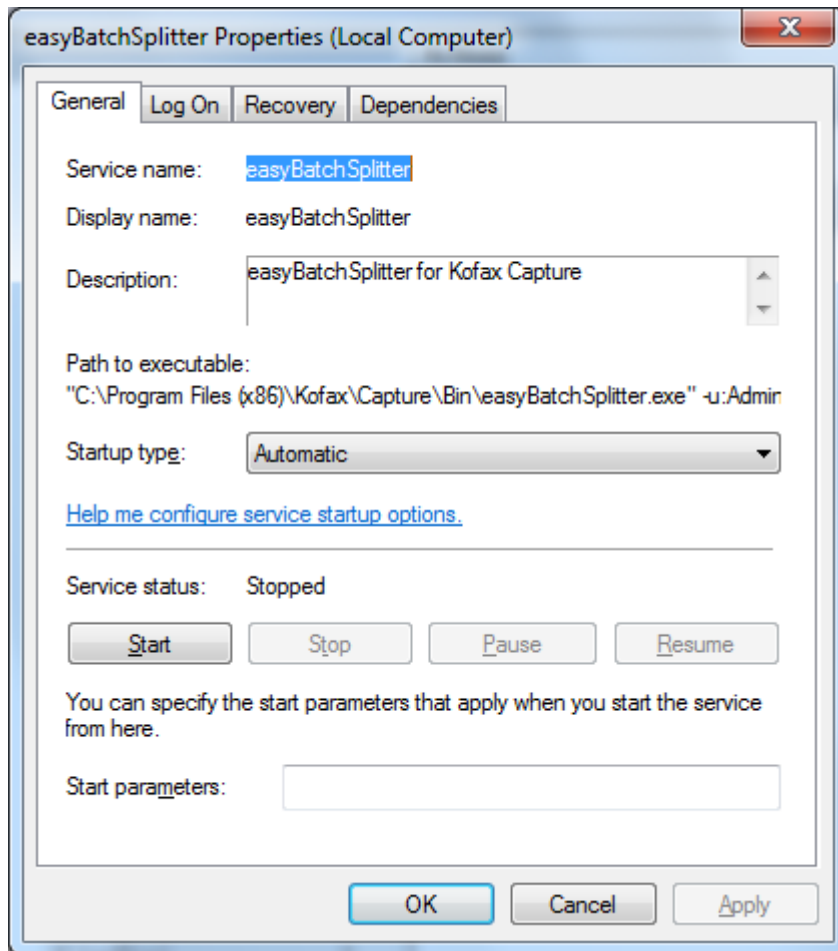 easyBatchSplitter Properties (Local Computer)
General Log On Recovery Dependencies
Service name: easyBatchSplitter
Display name: easyBatchSplitter
Description: easyBatchSplitter for Kofax Capture
Path to executable:
"C:\Program Files (x86)\Kofax\Capture\Bin\easyBatchSplitter.exe" -u:Admin
Startup type: Automatic
Help me configure service startup options.
Service status: Stopped
Start Stop Pause Resume
You can specify the start parameters that apply when you start the service
from here.
Start parameters:
OK Cancel Apply